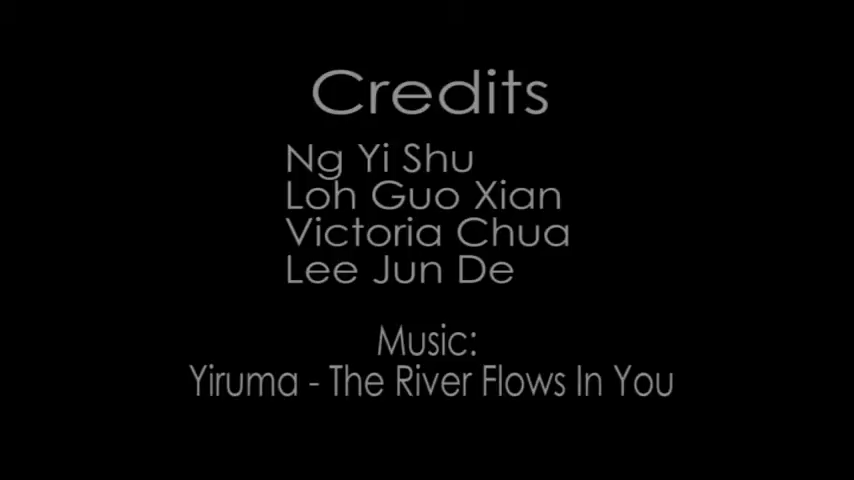 Credits
Ng Yi Shu
Loh Guo Xian
Victoria Chua
Lee Jun De
Music:
Yiruma - The River Flows In You